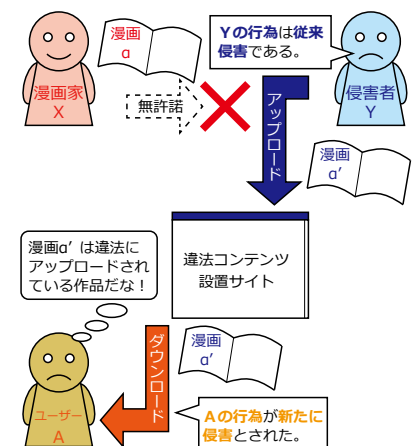 漫画
α
Yの行為は従来
侵害である。
漫画家
X
無許諾
侵害者
Y
アップロード
漫画
α′
違法コンテンツ
設置サイト
漫画α′は違法に
アップロードされ
ている作品だな！
ダウンロード
漫画
α′
ユーザー
A
Aの行為が新たに
侵害とされた。